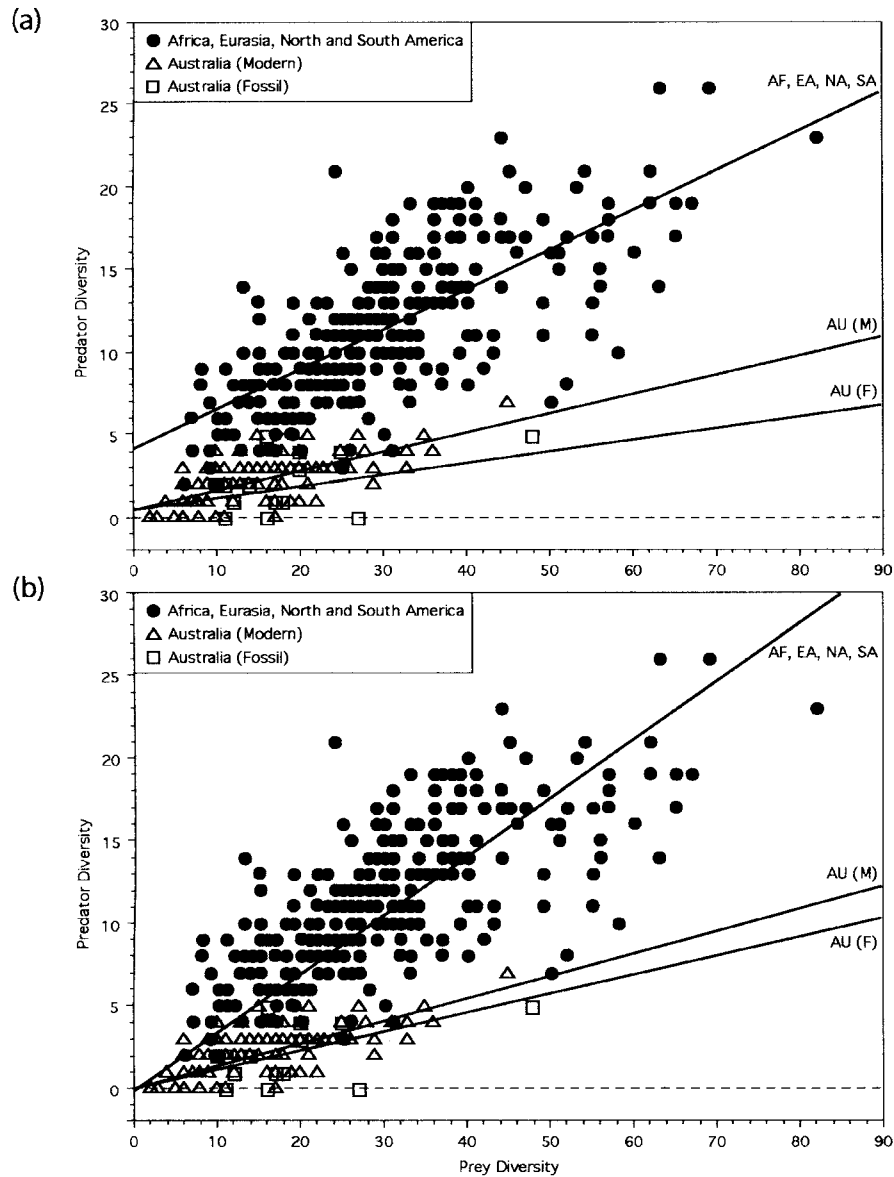 (a)
30
25
20
15
10
5
0
Predator Diversity
Africa, Eurasia, North and South America
Australia (Modern)
Australia (Fossil)
AF, EA, NA, SA
AU (M)
AU (F)
0 10 20 30 40 50 60 70 80 90
(b)
30
25
20
15
10
5
0
Predator Diversity
Africa, Eurasia, North and South America
Australia (Modern)
Australia (Fossil)
AF, EA, NA, SA
AU (M)
AU (F)
0 10 20 30 40 50 60 70 80 90
Prey Diversity